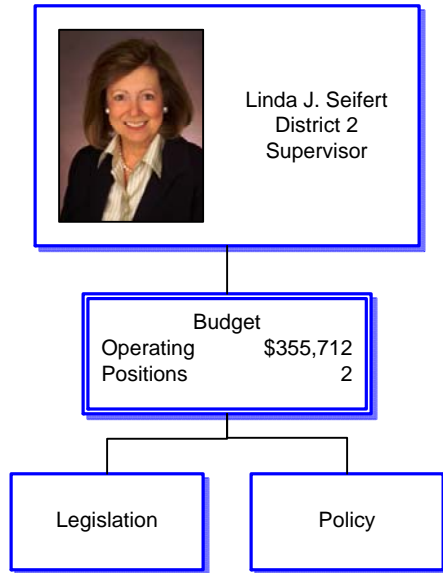 Linda J. Seifert
District 2
Supervisor
Budget
Operating $355,712
Positions 2
Legislation
Policy